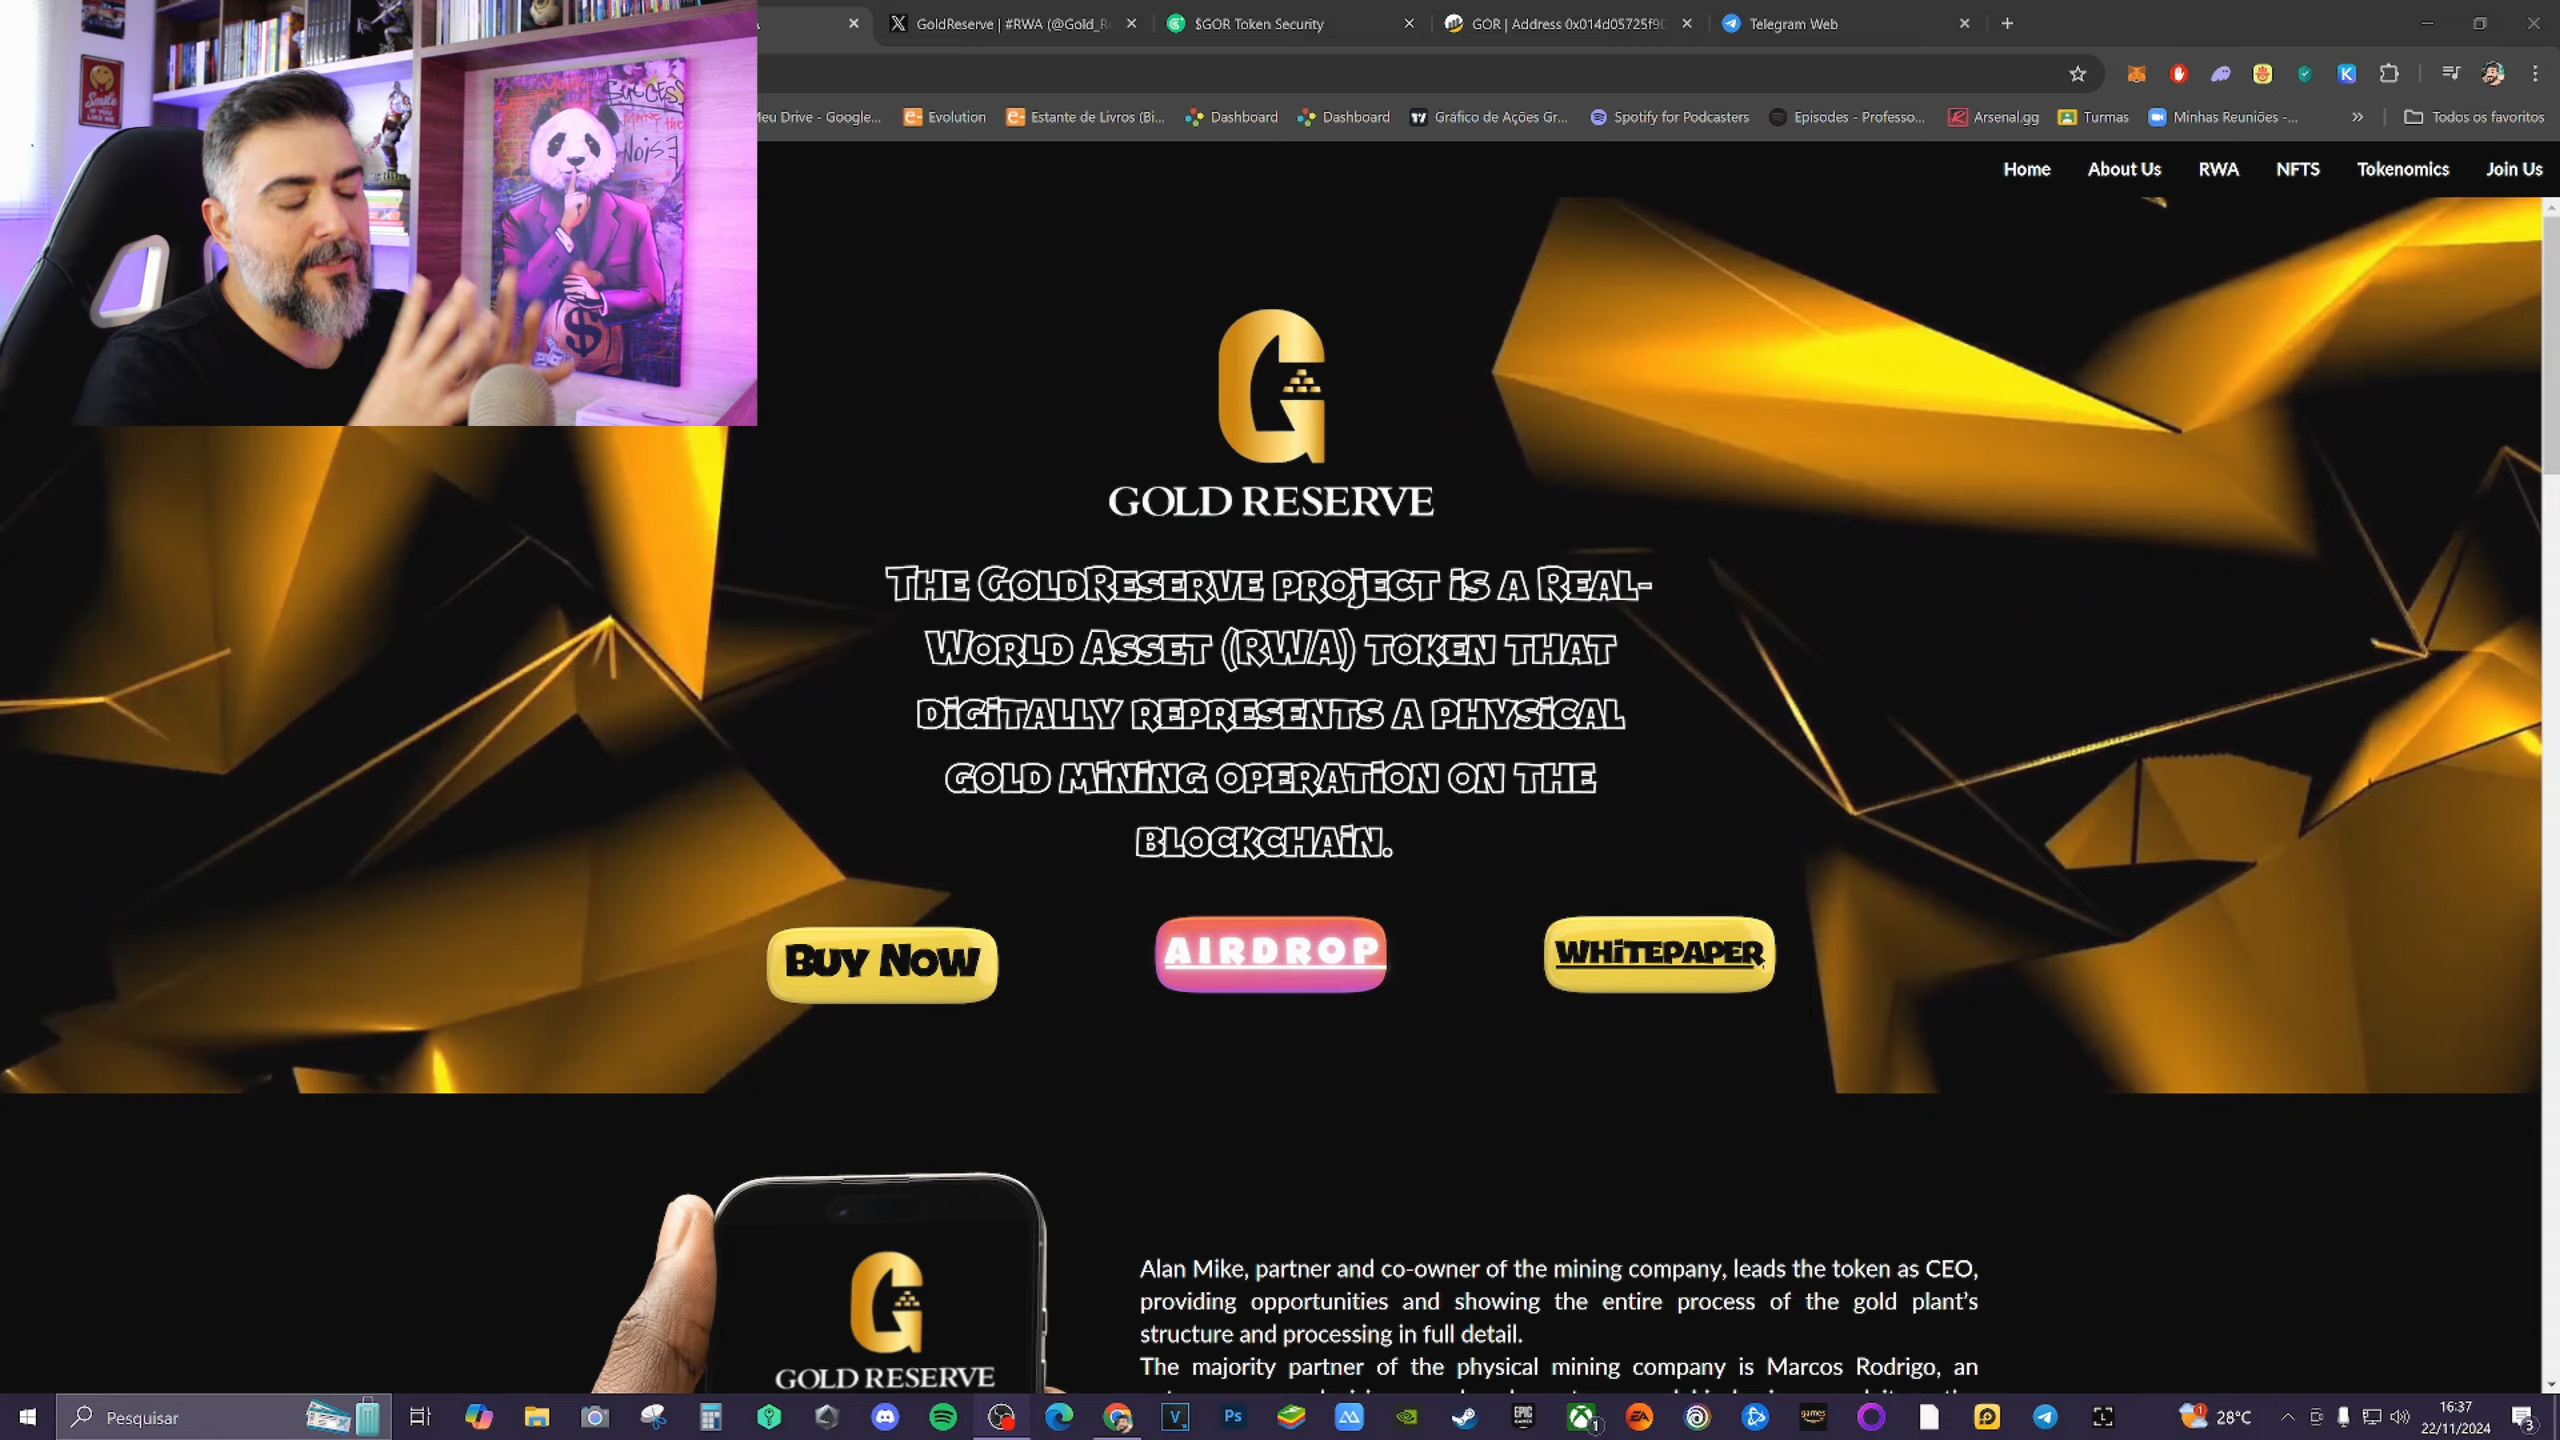 GoldReserve | #RWA (@Gold_R
$GOR Token Security
GOR | Address 0x014d05725f9
Telegram Web
Meu Drive - Google...
Evolution
Estante de Livros (Bi...
Dashboard
Dashboard
Gráfico de Ações Gr...
Spotify for Podcasters
Episodes - Professo...
Arsenal.gg
Turmas
Minhas Reuniões -...
Todos os favoritos
Smile
SUCCESS
MAKE the
NOISE
$
Home
About Us
RWA
NFTS
Tokenomics
Join Us
GOLD RESERVE
The GoldReserve project is a Real-
World Asset (RWA) token that
digitally represents a physical
gold mining operation on the
blockchain.
Buy Now
AIRDROP
WHITEPAPER
GOLD RESERVE
Alan Mike, partner and co-owner of the mining company, leads the token as CEO,
providing opportunities and showing the entire process of the gold plant's
structure and processing in full detail.
The majority partner of the physical mining company is Marcos Rodrigo, an
Pesquisar
28°C
16:37
22/11/2024